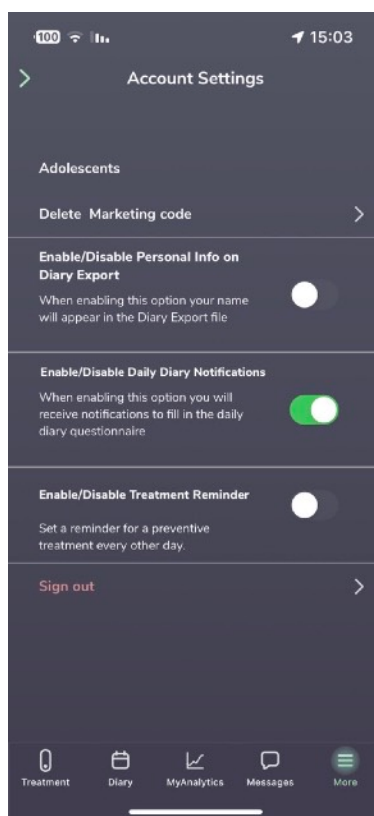 100 15:03
Account Settings
Adolescents
Delete Marketing code
Enable/Disable Personal Info on
Diary Export
When enabling this option your name
will appear in the Diary Export file
Enable/Disable Daily Diary Notifications
When enabling this option you will
receive notifications to fill in the daily
diary questionnaire
Enable/Disable Treatment Reminder
Set a reminder for a preventive
treatment every other day.
Sign out
Treatment Diary MyAnalytics Messages More